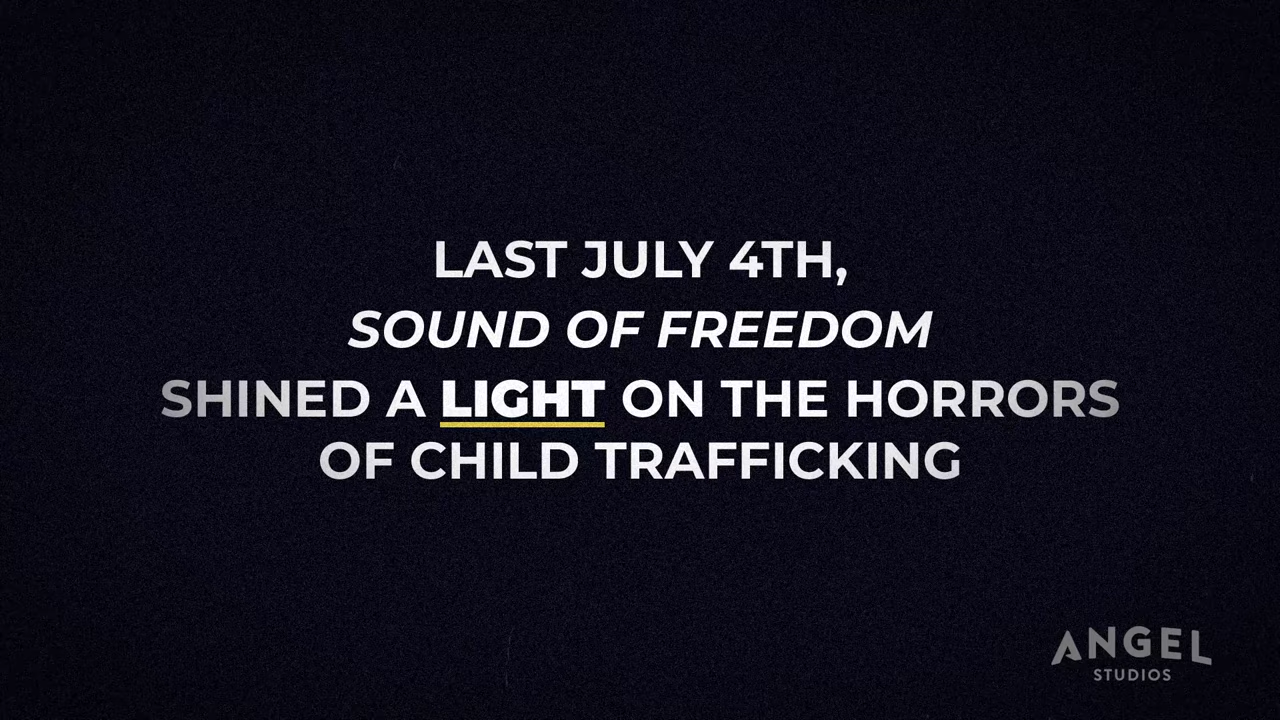 LAST JULY 4TH,
SOUND OF FREEDOM
SHINED A LIGHT ON THE HORRORS
OF CHILD TRAFFICKING
ANGEL
STUDIOS